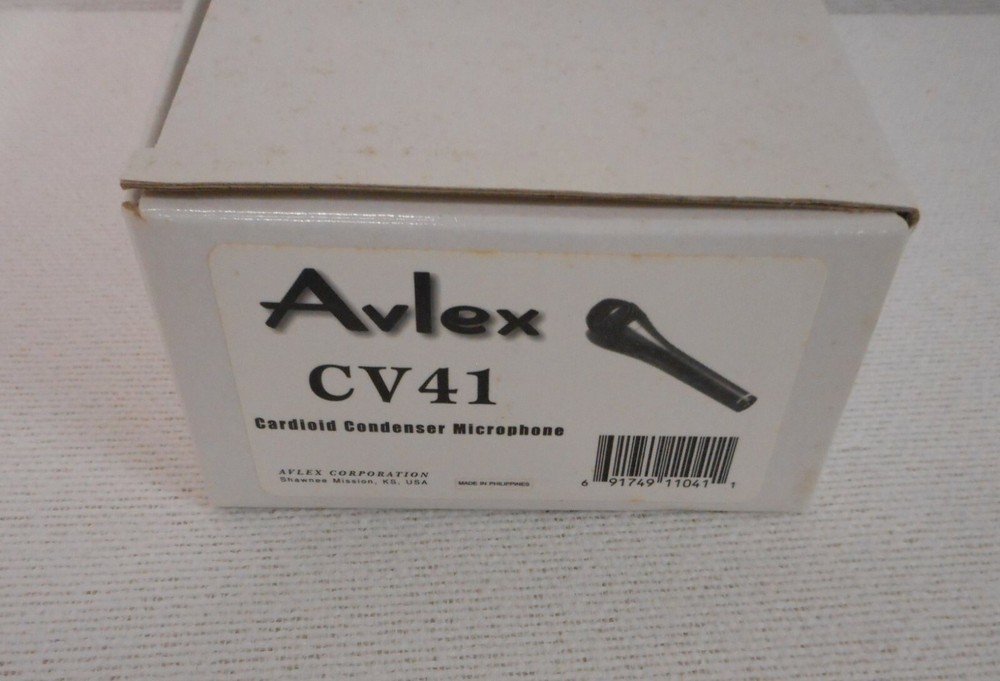 Avlex
CV41
Cardioid Condenser Microphone
AVLEX CORPORATION
Shawnee Mission, KS, USA
MADE IN PHILIPPINES
6 91749 11041 1